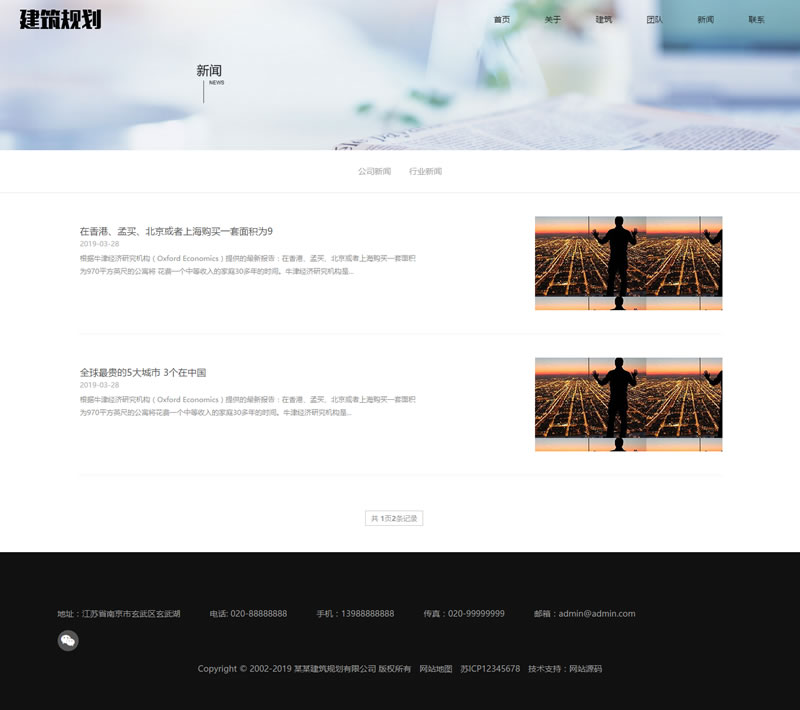 建筑规划
首页 关于 建筑 团队 新闻 联系
新闻
NEWS
公司新闻 行业新闻
在香港、孟买、北京或者上海购买一套面积为9
2019-03-28
根据牛津经济研究机构（Oxford Economics）提供的最新报告：在香港、孟买、北京或者上海购买一套面积
为970平方英尺的公寓将 花费一个中等收入的家庭30多年的时间。牛津经济研究机构是...
全球最贵的5大城市 3个在中国
2019-03-28
根据牛津经济研究机构（Oxford Economics）提供的最新报告：在香港、孟买、北京或者上海购买一套面积
为970平方英尺的公寓将花费一个中等收入的家庭30多年的时间。牛津经济研究机构是...
共 1页2条记录
地址：江苏省南京市玄武区玄武湖 电话: 020-88888888 手机：13988888888 传真：020-99999999 邮箱：admin@admin.com
Copyright © 2002-2019 某某建筑规划有限公司 版权所有 网站地图 苏ICP12345678 技术支持：网站源码